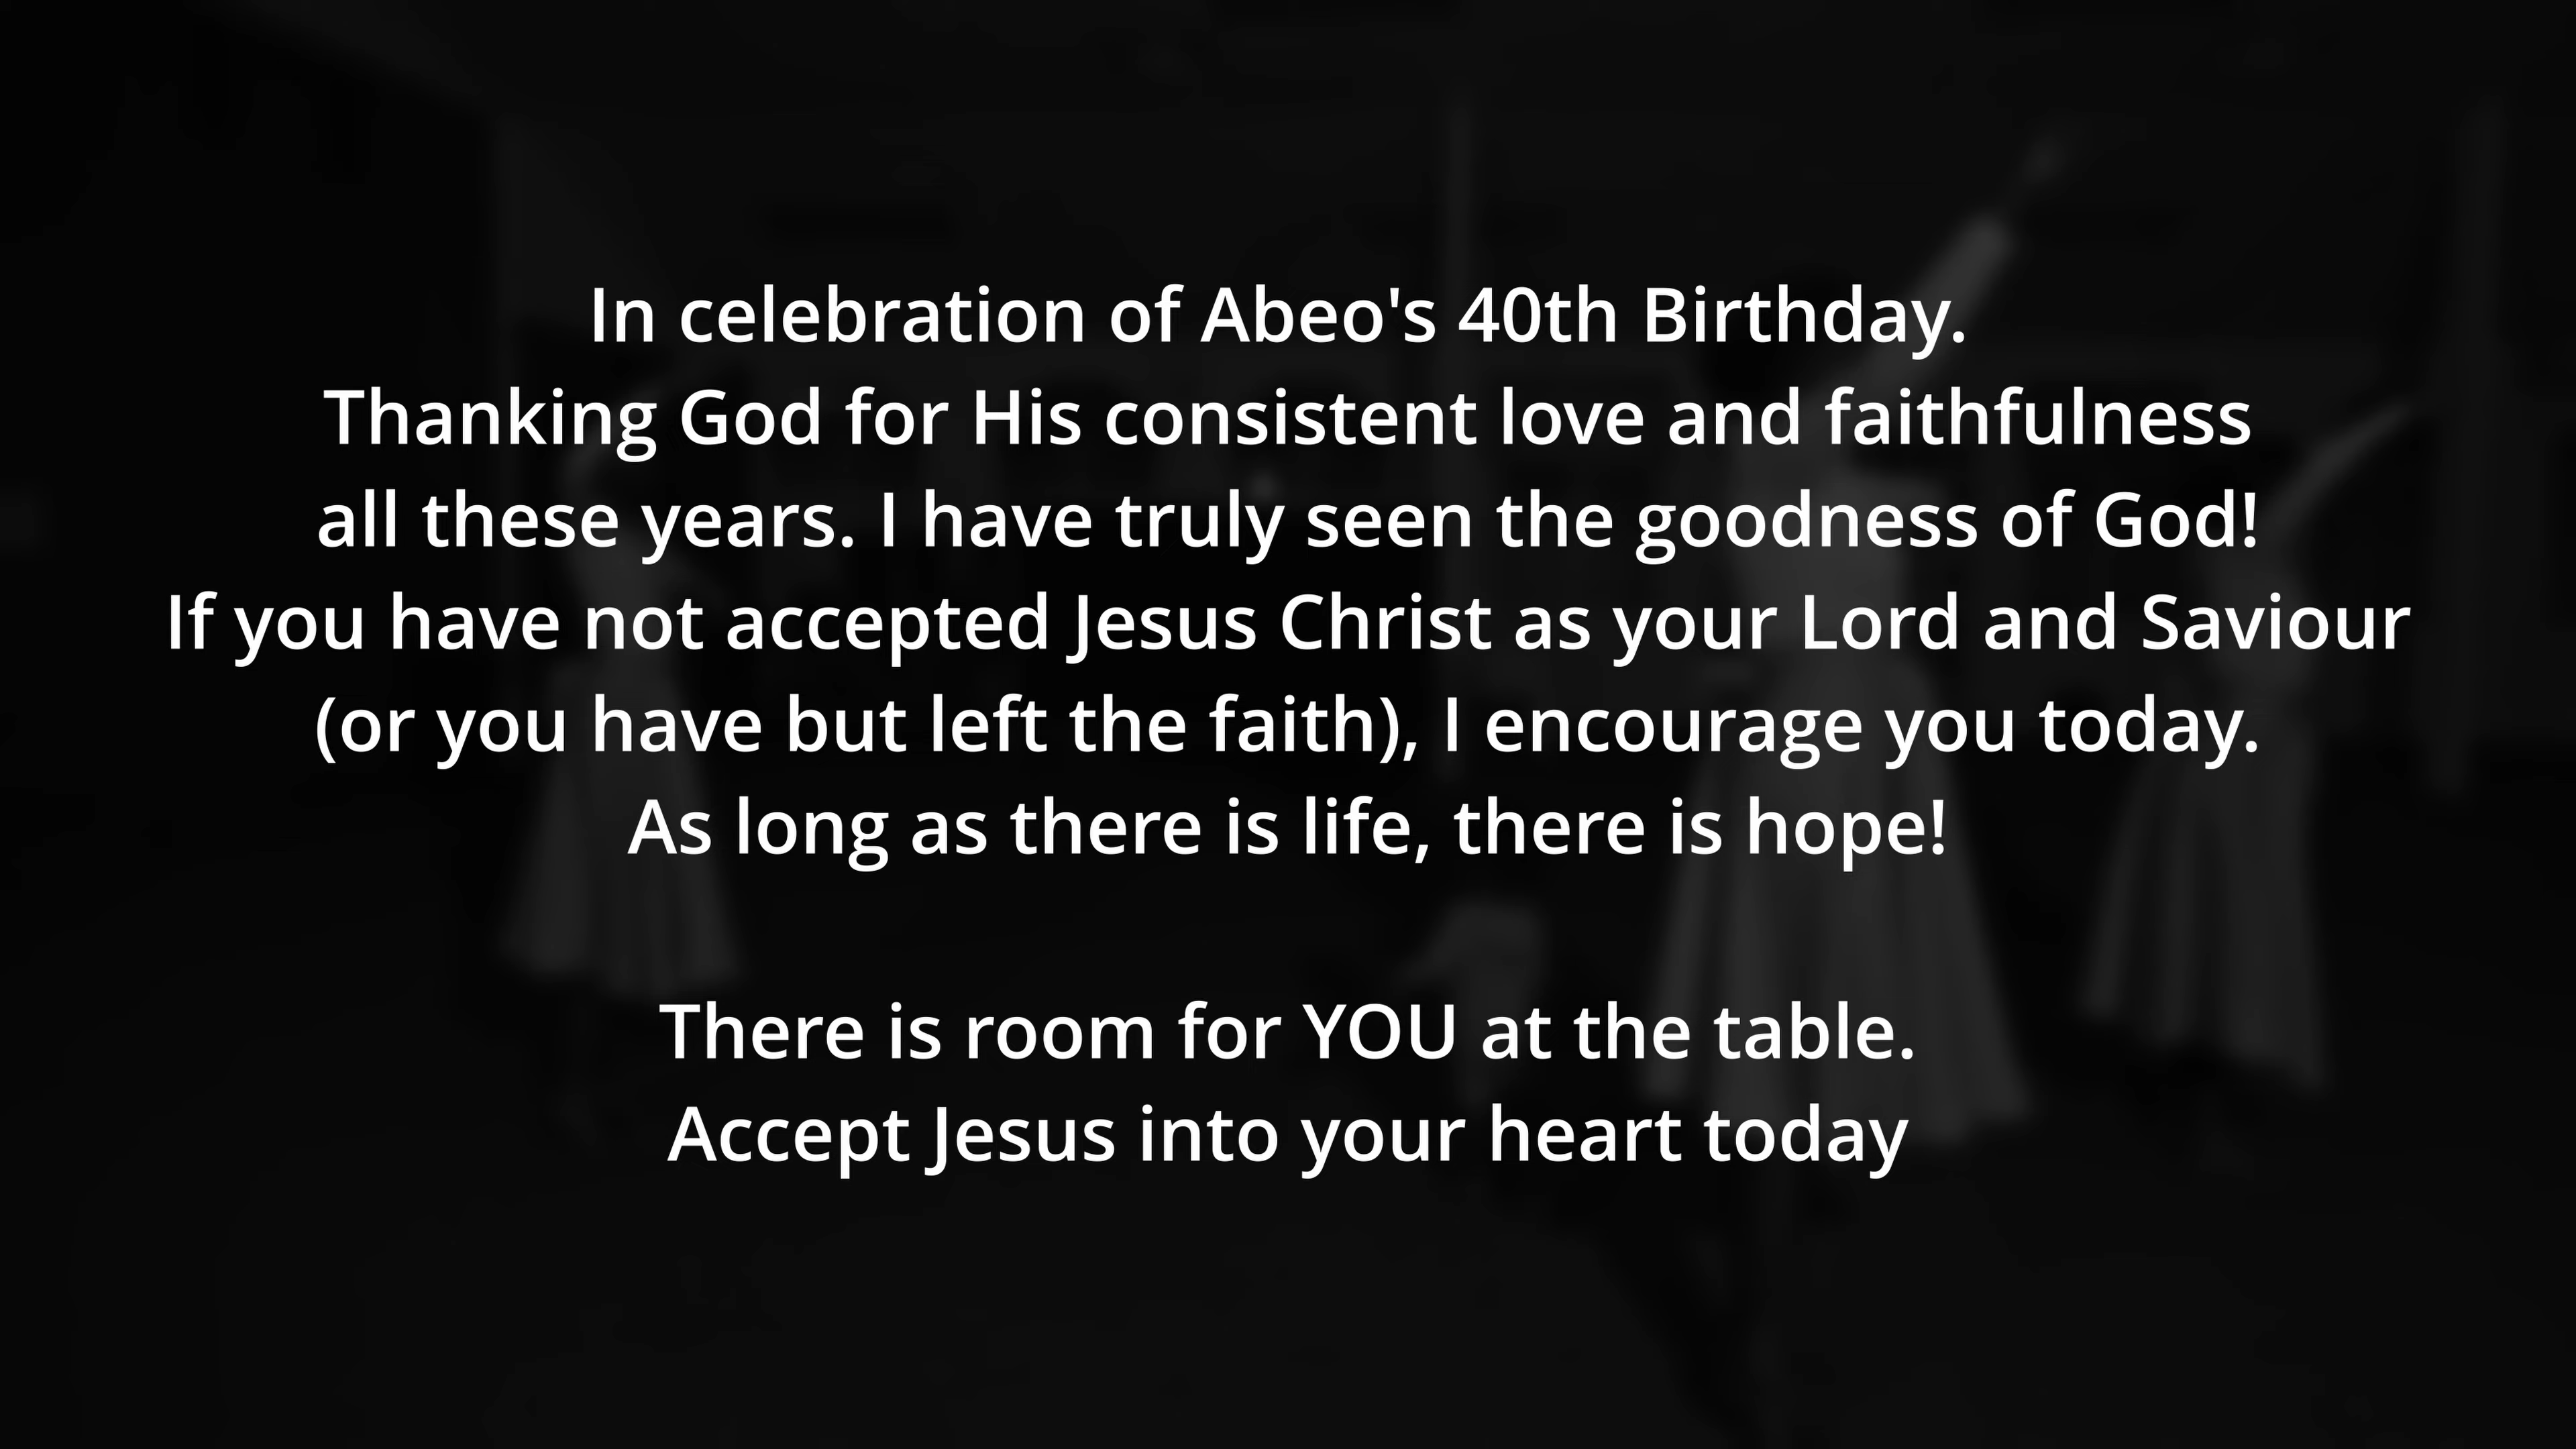 In celebration of Abeo's 40th Birthday.
Thanking God for His consistent love and faithfulness
all these years. I have truly seen the goodness of God!
If you have not accepted Jesus Christ as your Lord and Saviour
(or you have but left the faith), I encourage you today.
As long as there is life, there is hope!
There is room for YOU at the table.
Accept Jesus into your heart today